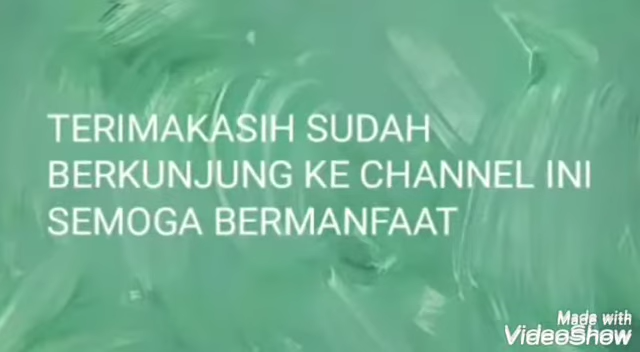 TERIMAKASIH SUDAH
BERKUNJUNG KE CHANNEL INI
SEMOGA BERMANFAAT
Made with
VideoShow